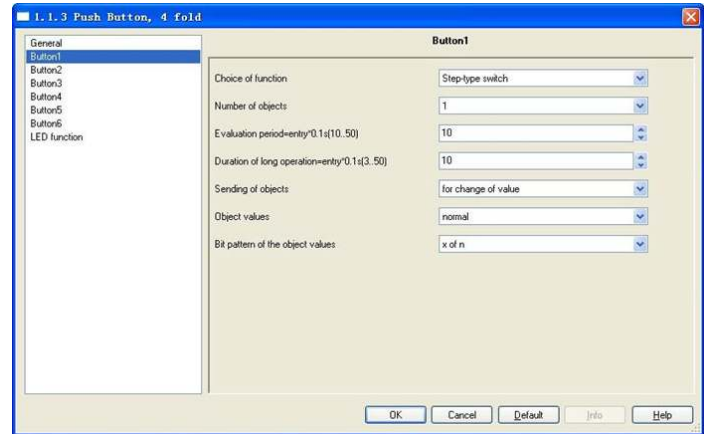 1.1.3 Push Button, 4 fold
General
Button1
Button2
Button3
Button4
Button5
Button6
LED function
Button1
Choice of function
Step-type switch
Number of objects
1
Evaluation period=entry*0.1s(10..50)
10
Duration of long operation=entry*0.1s(3..50)
10
Sending of objects
for change of value
Object values
normal
Bit pattern of the object values
x of n
OK
Cancel
Default
Info
Help